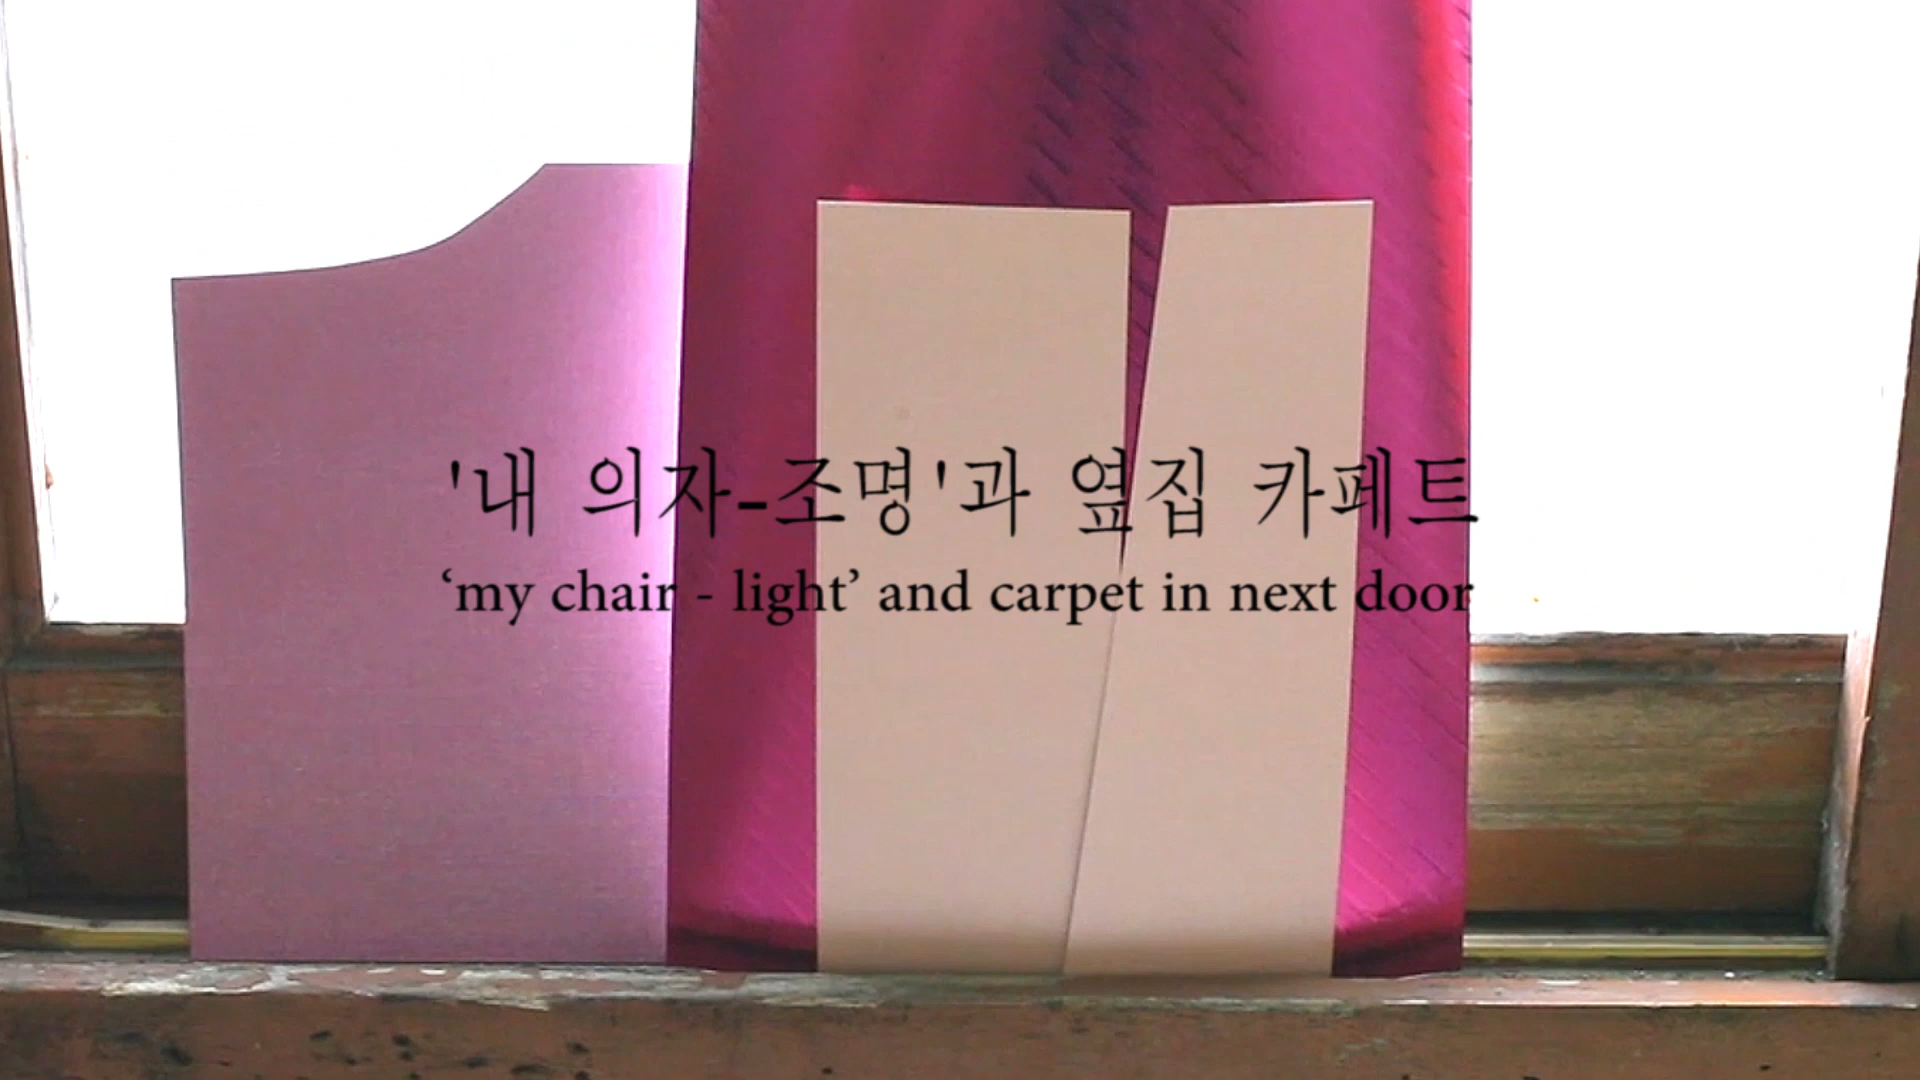 '내 의자-조명'과 옆집 카페트
‘my chair - light’ and carpet in next door